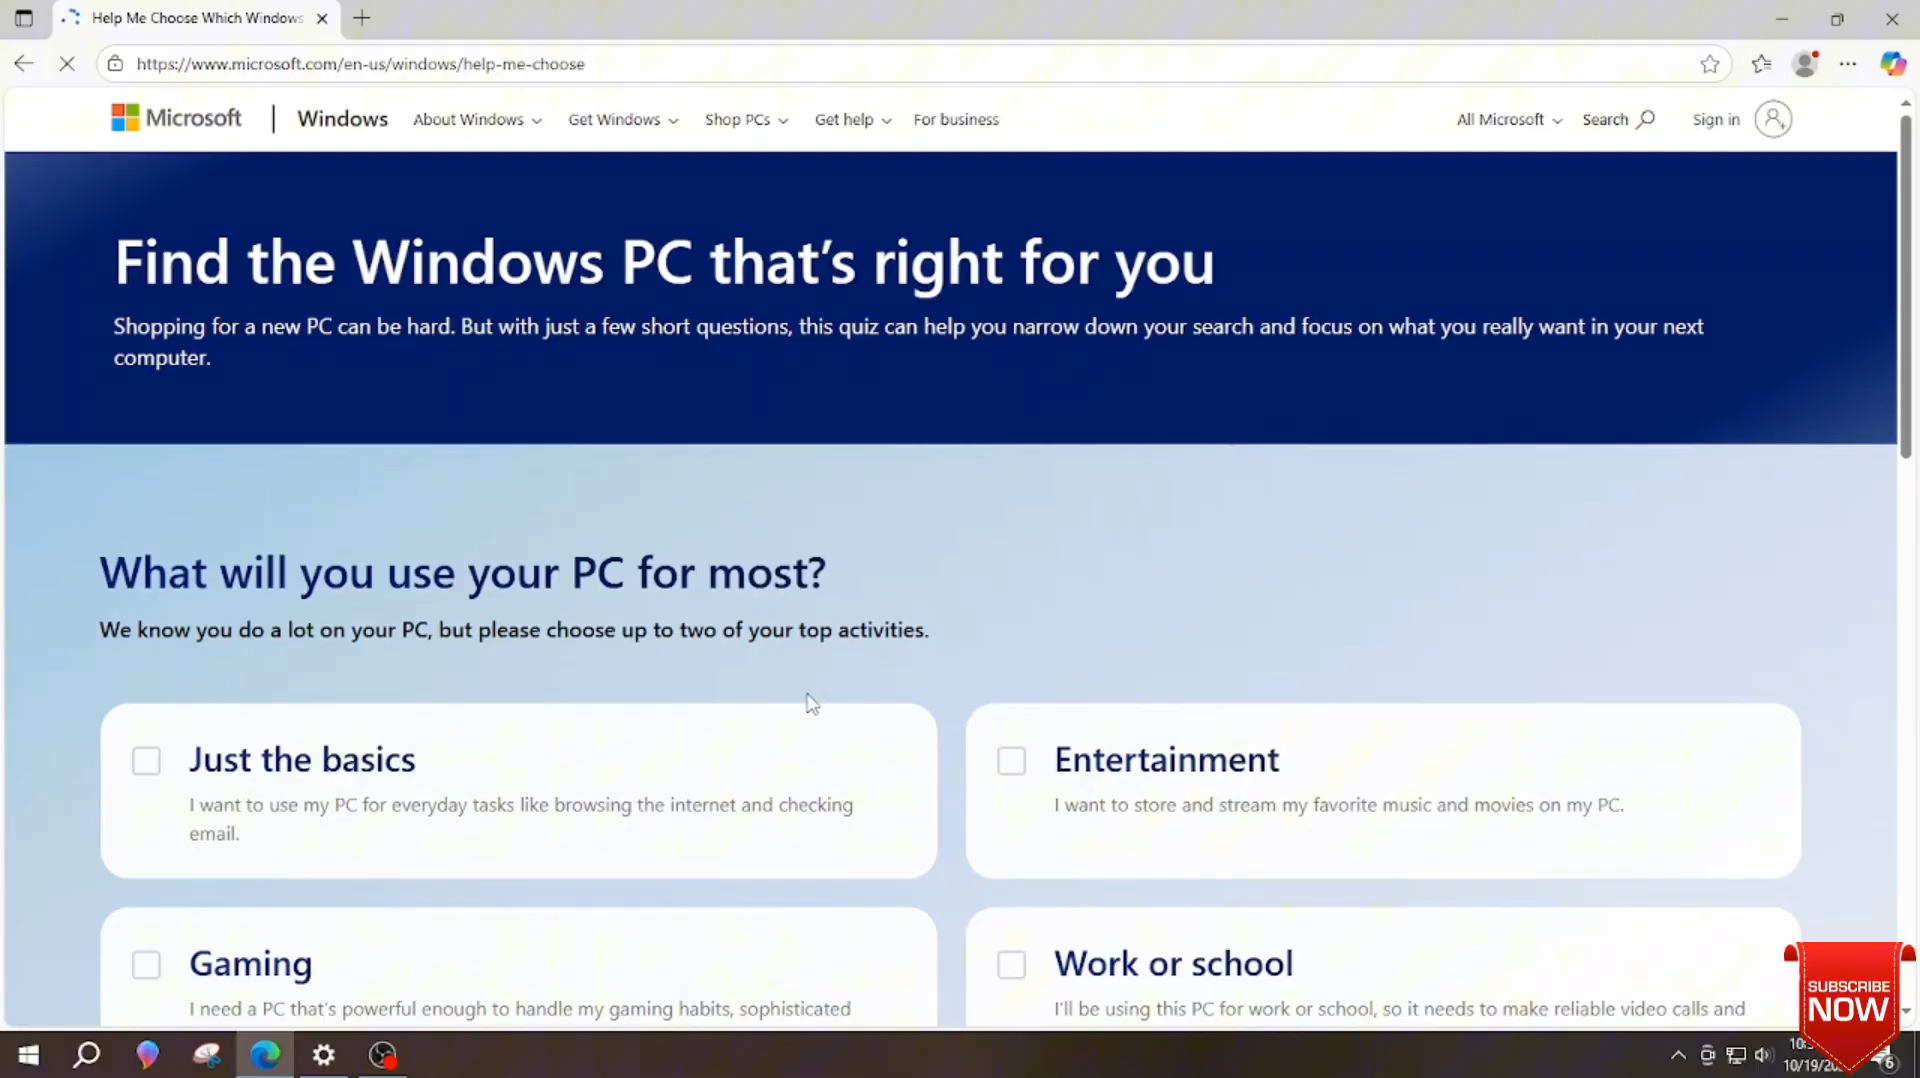 Help Me Choose Which Windows
https://www.microsoft.com/en-us/windows/help-me-choose
Microsoft
Windows
About Windows
Get Windows
Shop PCs
Get help
For business
All Microsoft
Search
Sign in
Find the Windows PC that's right for you
Shopping for a new PC can be hard. But with just a few short questions, this quiz can help you narrow down your search and focus on what you really want in your next
computer.
What will you use your PC for most?
We know you do a lot on your PC, but please choose up to two of your top activities.
Just the basics
I want to use my PC for everyday tasks like browsing the internet and checking
email.
Entertainment
I want to store and stream my favorite music and movies on my PC.
Gaming
I need a PC that's powerful enough to handle my gaming habits, sophisticated
Work or school
I'll be using this PC for work or school, so it needs to make reliable video calls and
SUBSCRIBE
NOW
6